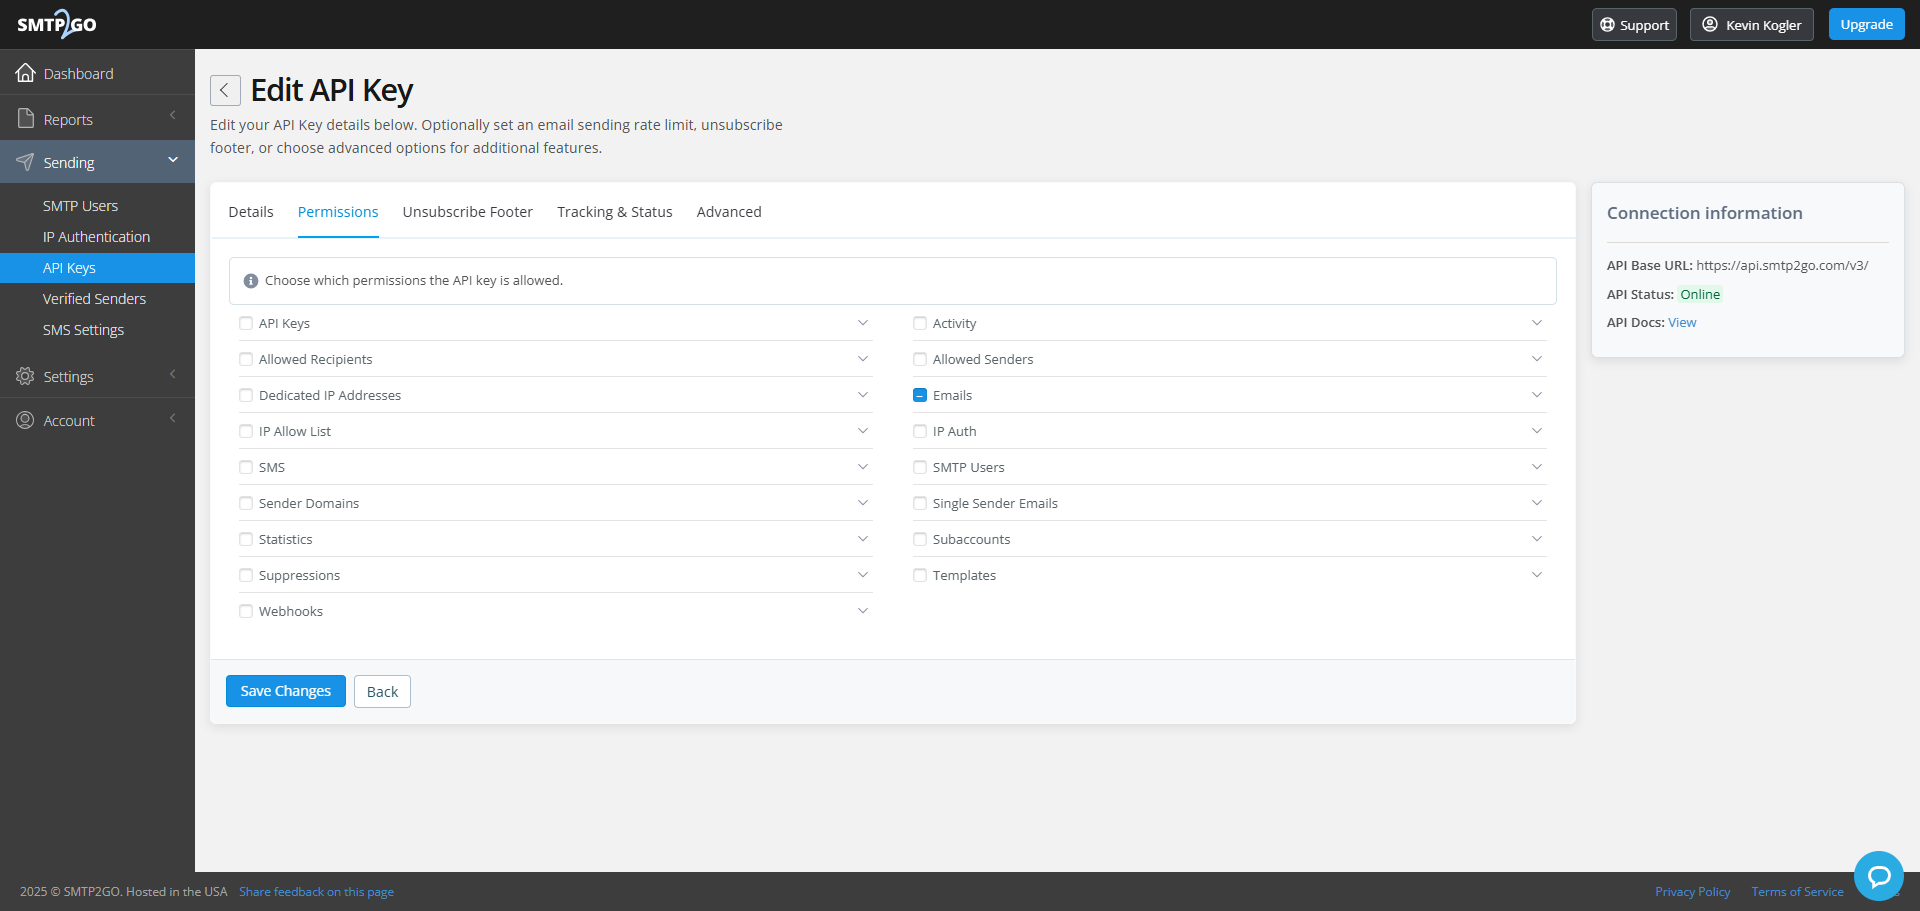 SMTP2GO
Support
Kevin Kogler
Upgrade
Dashboard
Reports
Sending
SMTP Users
IP Authentication
API Keys
Verified Senders
SMS Settings
Settings
Account
Edit API Key
Edit your API Key details below. Optionally set an email sending rate limit, unsubscribe
footer, or choose advanced options for additional features.
Details Permissions Unsubscribe Footer Tracking & Status Advanced
Choose which permissions the API key is allowed.
API Keys
Activity
Allowed Recipients
Allowed Senders
Dedicated IP Addresses
Emails
IP Allow List
IP Auth
SMS
SMTP Users
Sender Domains
Single Sender Emails
Statistics
Subaccounts
Suppressions
Templates
Webhooks
Save Changes
Back
Connection information
API Base URL: https://api.smtp2go.com/v3/
API Status: Online
API Docs: View
2025 © SMTP2GO. Hosted in the USA Share feedback on this page
Privacy Policy Terms of Service